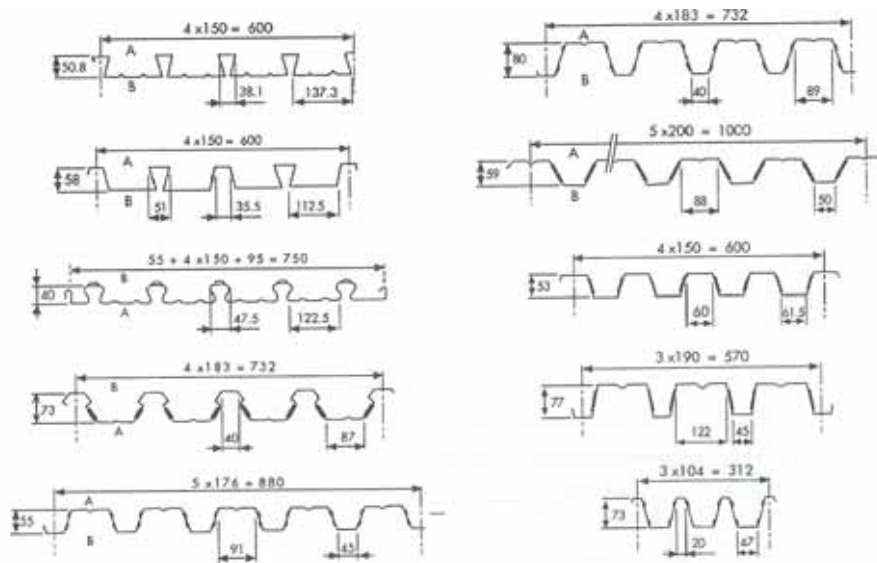 4 x150 = 600
A
50.8
B
38.1
137.3
4 x150 = 600
A
58
B
51
35.5
112.5
55 + 4 x150 + 95 = 750
B
40
A
47.5
122.5
4 x183 = 732
B
73
A
40
87
5 x176 = 880
A
55
B
91
45
4 x183 = 732
A
80
B
40
89
5 x200 = 1000
A
59
B
88
50
4 x150 = 600
53
60
61.5
3 x190 = 570
77
122
45
3 x104 = 312
73
20
47